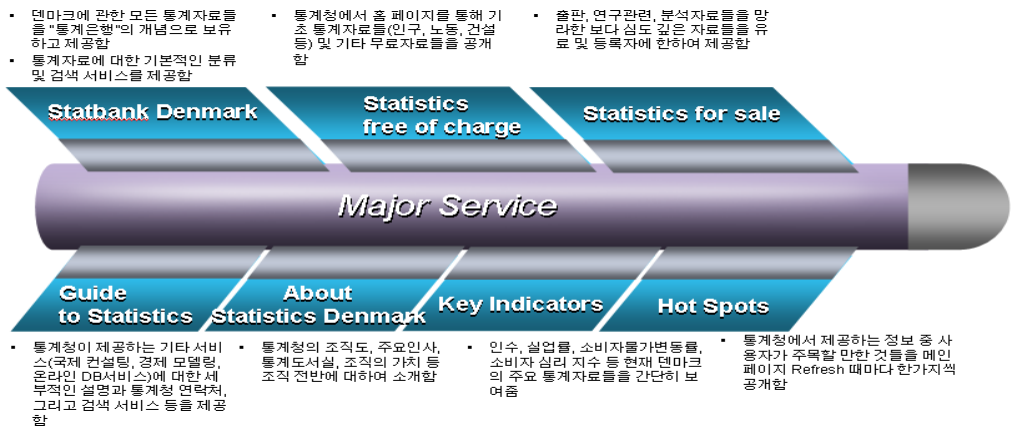 ▪ 덴마크에 관한 모든 통계자료들
을 "통계은행"의 개념으로 보유
하고 제공함
▪ 통계자료에 대한 기본적인 분류
및 검색 서비스를 제공함
▪ 통계청에서 홈 페이지를 통해 기
초 통계자료들(인구, 노동, 건설
등) 및 기타 무료자료들을 공개
함
▪ 출판, 연구관련, 분석자료들을 망
라한 보다 심도 깊은 자료들을 유
료 및 등록자에 한하여 제공함
Statbank Denmark
Statistics
free of charge
Statistics for sale
Major Service
Guide
to Statistics
About
Statistics Denmark
Key Indicators
Hot Spots
▪ 통계청이 제공하는 기타 서비
스(국제 컨설팅, 경제 모델링,
온라인 DB서비스)에 대한 세
부적인 설명과 통계청 연락처,
그리고 검색 서비스 등을 제공
함
▪ 통계청의 조직도, 주요인사,
통계도서실, 조직의 가치 등
조직 전반에 대하여 소개함
▪ 인수, 실업률, 소비자물가변동률,
소비자 심리 지수 등 현재 덴마크
의 주요 통계자료들을 간단히 보
여줌
▪ 통계청에서 제공하는 정보 중 사
용자가 주목할 만한 것들을 메인
페이지 Refresh 때마다 한가지씩
공개함